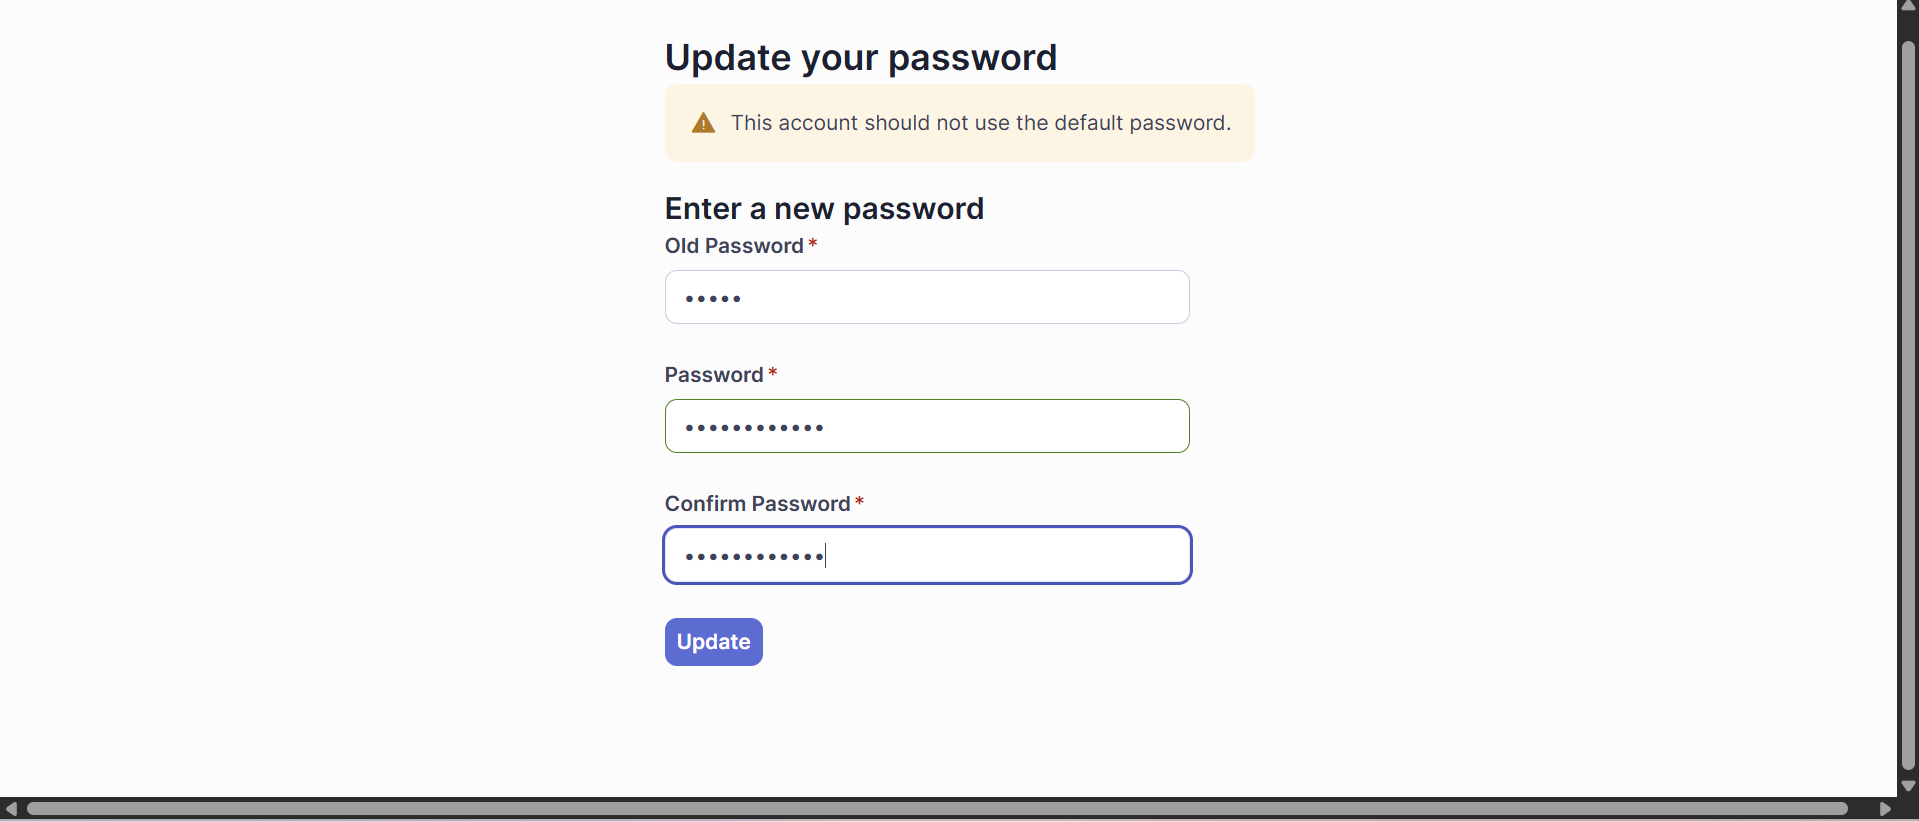 Update your password
This account should not use the default password.
Enter a new password
Old Password *
•••••
Password *
••••••••••••
Confirm Password *
••••••••••••
Update